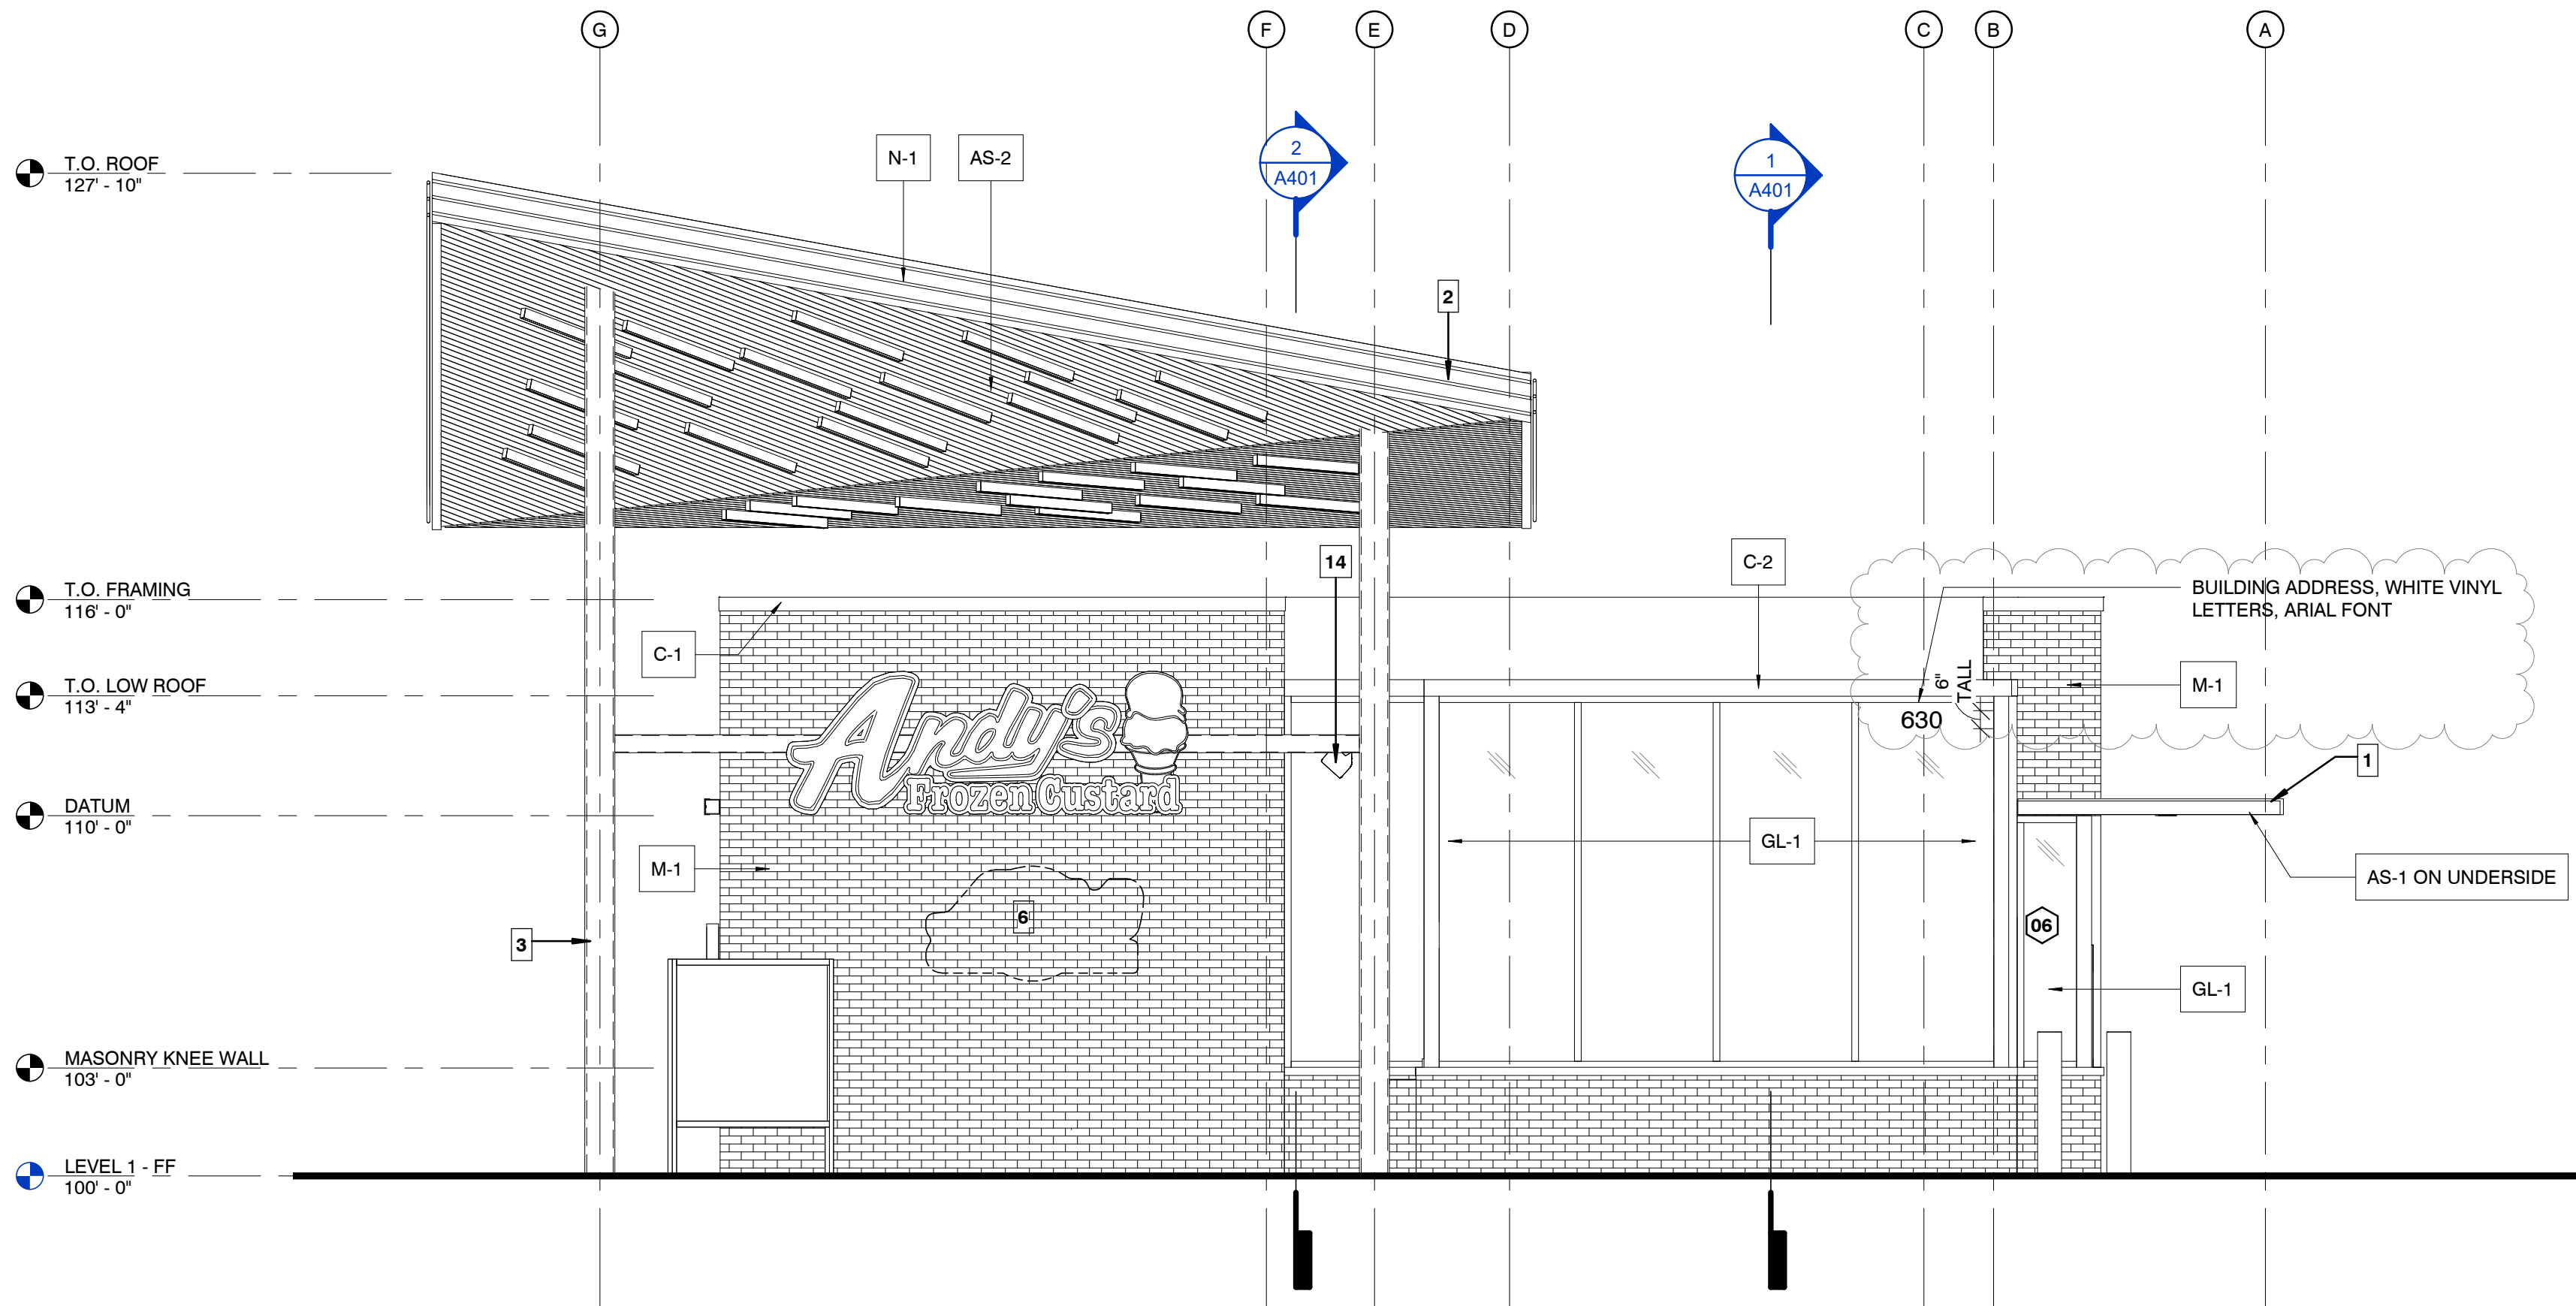 G
F
E
D
C
B
A
2
A401
1
A401
T.O. ROOF
127' - 10"
N-1
AS-2
2
T.O. FRAMING
116' - 0"
14
C-2
BUILDING ADDRESS, WHITE VINYL
LETTERS, ARIAL FONT
C-1
T.O. LOW ROOF
113' - 4"
6"
TALL
M-1
630
Andy's
Frozen Custard
1
DATUM
110' - 0"
GL-1
M-1
AS-1 ON UNDERSIDE
6
06
3
GL-1
MASONRY KNEE WALL
103' - 0"
LEVEL 1 - FF
100' - 0"